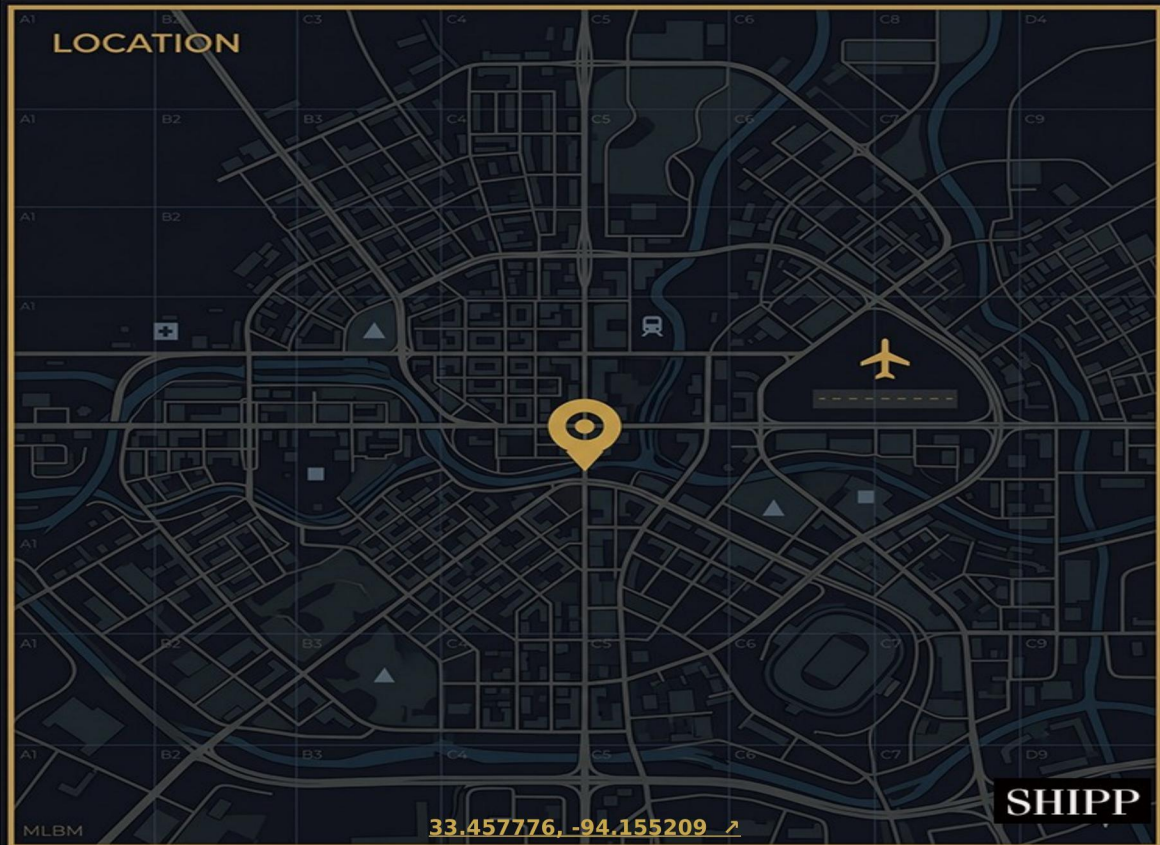 A1 B2 C3 C4 C5 C6 C8 D4
LOCATION
A1 B2 B3 C4 C5 C6 C7 C9
A1 B2
A1
A1
A1 B2 B3 C4 C5 C6 C7 C9
A1 B2 B3 C4 C5 C6 C7 D9
SHIPP
MLBM
33.457776, -94.155209 ↗